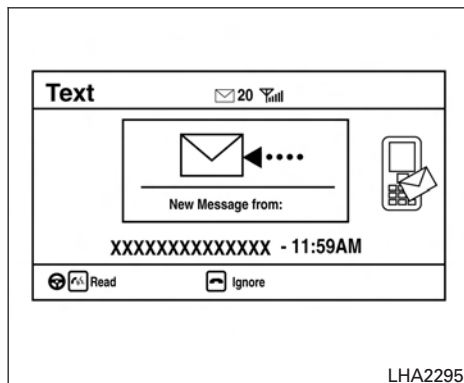 Text 20
New Message from:
XXXXXXXXXXXXXX - 11:59AM
Read Ignore
LHA2295